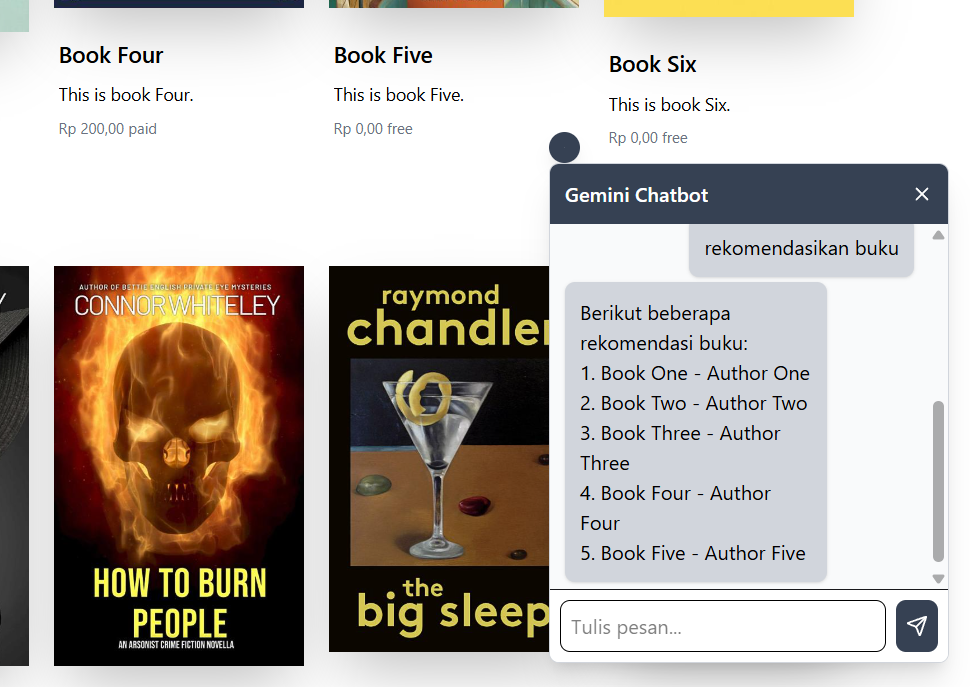 Book Four
This is book Four.
Rp 200,00 paid
Book Five
This is book Five.
Rp 0,00 free
Book Six
This is book Six.
Rp 0,00 free
AUTHOR OF BETTIE ENGLISH PRIVATE EYE MYSTERIES
CONNOR WHITELEY
HOW TO BURN
PEOPLE
AN ARSONIST CRIME FICTION NOVELLA
raymond
chandler
the
big sleep
Gemini Chatbot
rekomendasikan buku
Berikut beberapa
rekomendasi buku:
1. Book One - Author One
2. Book Two - Author Two
3. Book Three - Author
Three
4. Book Four - Author
Four
5. Book Five - Author Five
Tulis pesan...